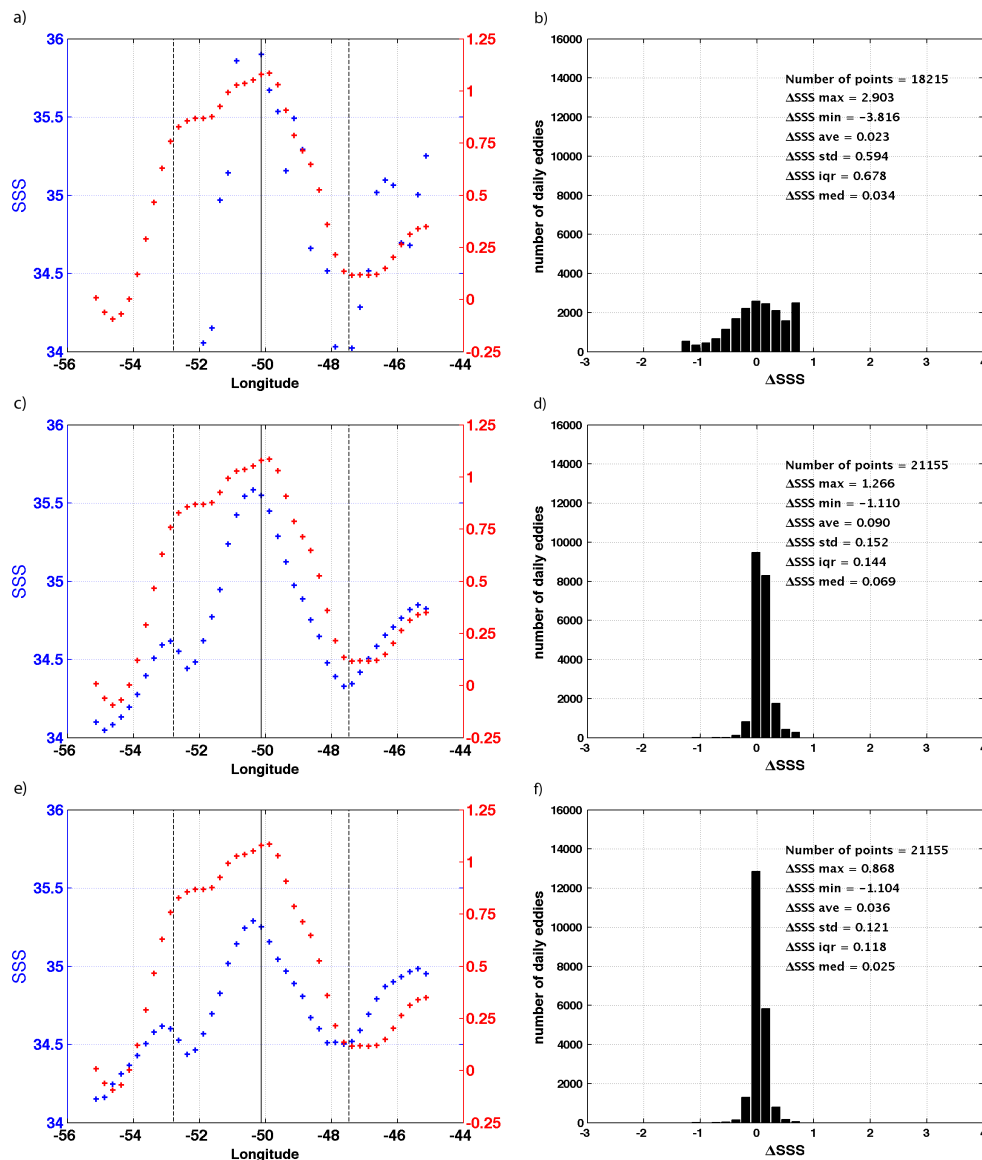 a)
36
35.5
35
34.5
34
SSS
1.25
1
0.75
0.5
0.25
0
-0.25
-56 -54 -52 -50 -48 -46 -44
Longitude
b)
16000
14000
12000
10000
8000
6000
4000
2000
0
number of daily eddies
Number of points = 18215
ΔSSS max = 2.903
ΔSSS min = -3.816
ΔSSS ave = 0.023
ΔSSS std = 0.594
ΔSSS iqr = 0.678
ΔSSS med = 0.034
-3 -2 -1 0 1 2 3 4
ΔSSS
c)
36
35.5
35
34.5
34
SSS
1.25
1
0.75
0.5
0.25
0
-0.25
-56 -54 -52 -50 -48 -46 -44
Longitude
d)
16000
14000
12000
10000
8000
6000
4000
2000
0
number of daily eddies
Number of points = 21155
ΔSSS max = 1.266
ΔSSS min = -1.110
ΔSSS ave = 0.090
ΔSSS std = 0.152
ΔSSS iqr = 0.144
ΔSSS med = 0.069
-3 -2 -1 0 1 2 3 4
ΔSSS
e)
36
35.5
35
34.5
34
SSS
1.25
1
0.75
0.5
0.25
0
-0.25
-56 -54 -52 -50 -48 -46 -44
Longitude
f)
16000
14000
12000
10000
8000
6000
4000
2000
0
number of daily eddies
Number of points = 21155
ΔSSS max = 0.868
ΔSSS min = -1.104
ΔSSS ave = 0.036
ΔSSS std = 0.121
ΔSSS iqr = 0.118
ΔSSS med = 0.025
-3 -2 -1 0 1 2 3 4
ΔSSS